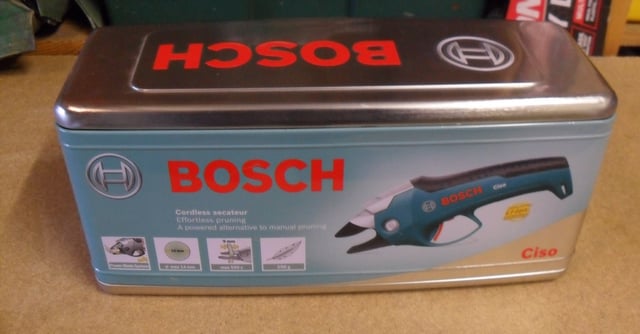 BOSCH
BOSCH
Cordless secateur
Effortless pruning
A powered alternative to manual pruning
BOSCH Ciso
Ciso